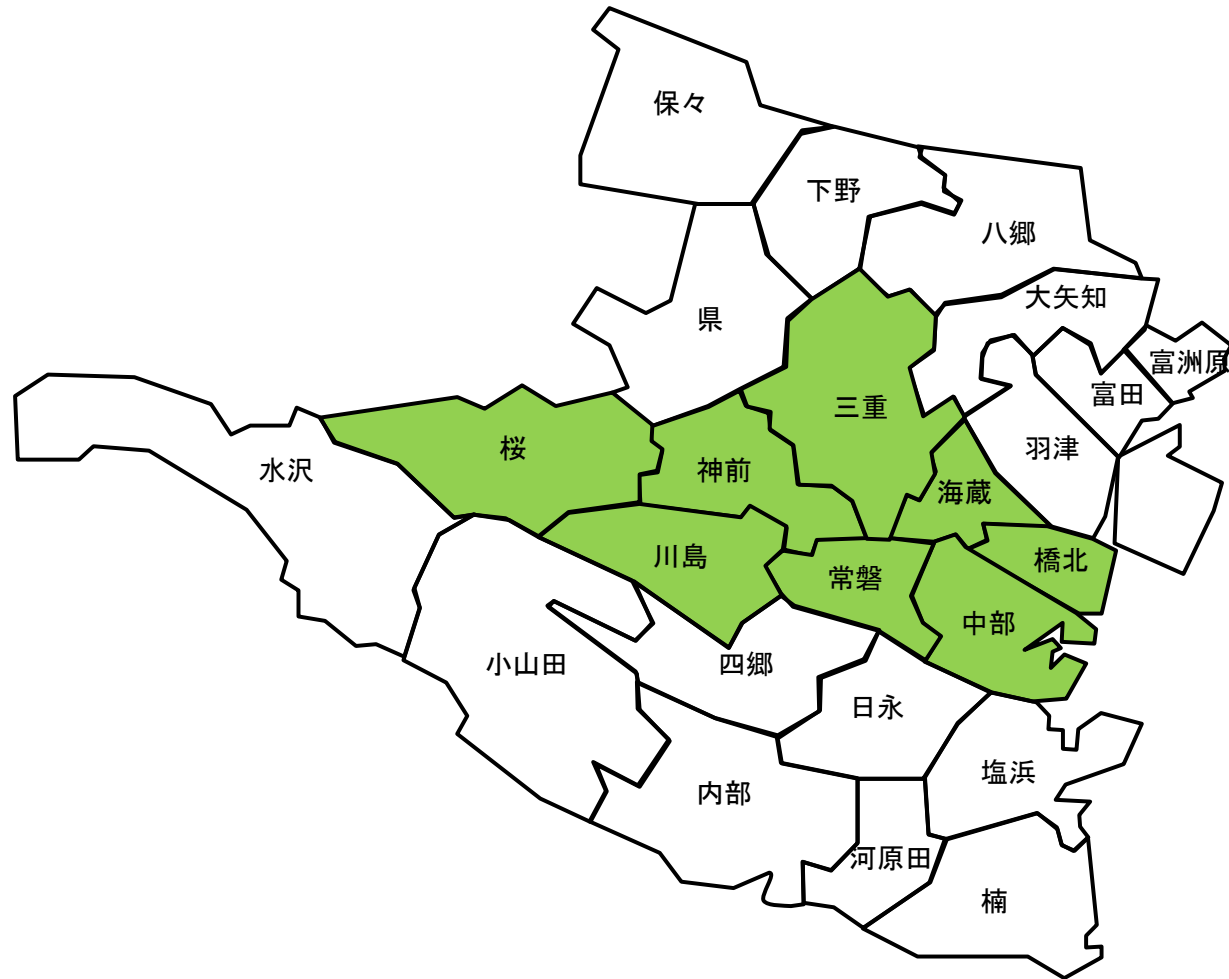 保々
下野
八郷
大矢知
県
富洲原
富田
三重
桜
羽津
水沢
神前
海蔵
川島
橋北
常磐
中部
小山田
四郷
日永
塩浜
内部
河原田
楠